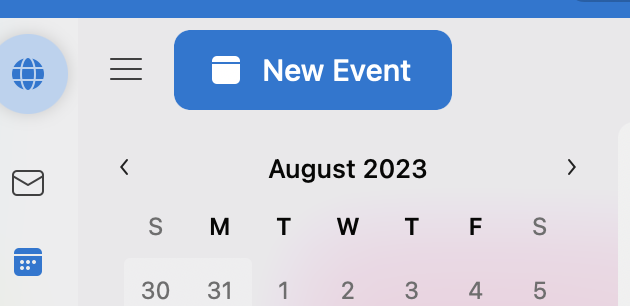 New Event
August 2023
S M T W T F S
30 31 1 2 3 4 5